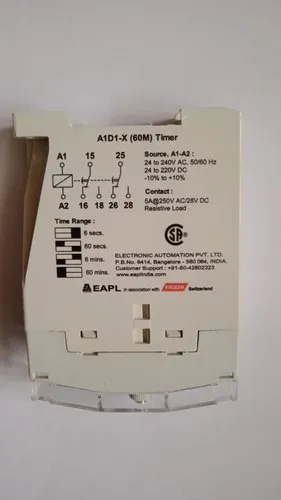 A1D1-X (60M) Timer
A1 15 25
A2 16 18 26 28
Source, A1-A2 :
24 to 240V AC, 50/60 Hz
24 to 220V DC
-10% to +10%
Contact :
5A@250V AC/28V DC
Resistive Load
Time Range :
6 secs.
60 secs.
6 mins.
60 mins.
SA
ELECTRONIC AUTOMATION PVT. LTD.
P.B No. 6414, Bangalore - 560 084, INDIA.
Customer Support : +91-80-42802323
www.eaplindia.com
EAPL in association with Switzerland